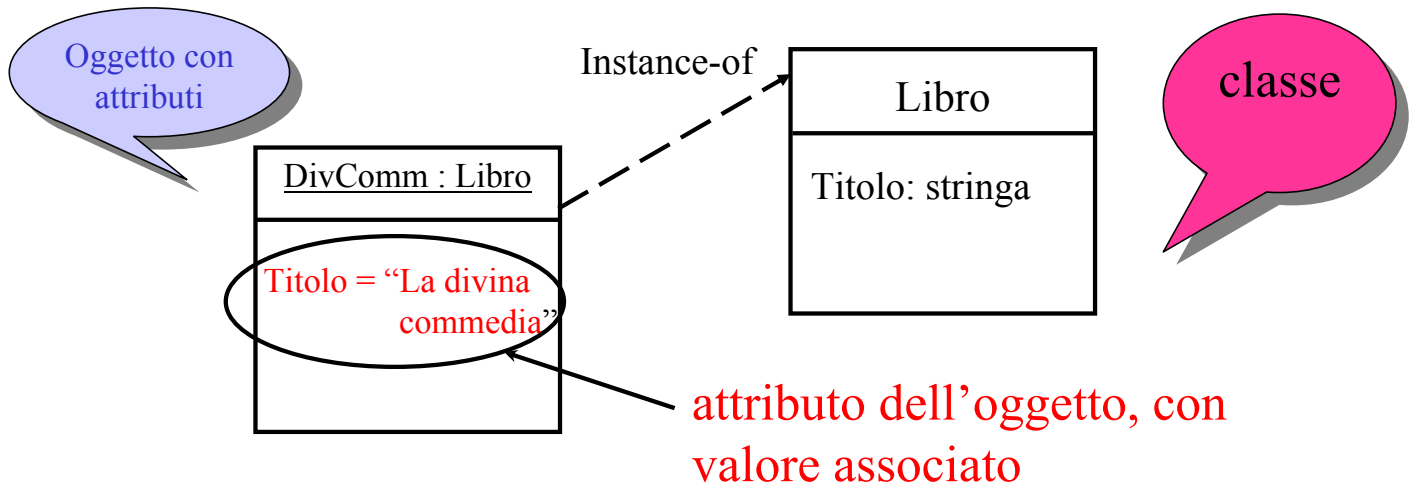 Oggetto con
attributi
Instance-of
Libro
classe
DivComm : Libro
Titolo: stringa
Titolo = “La divina
commedia”
attributo dell’oggetto, con
valore associato